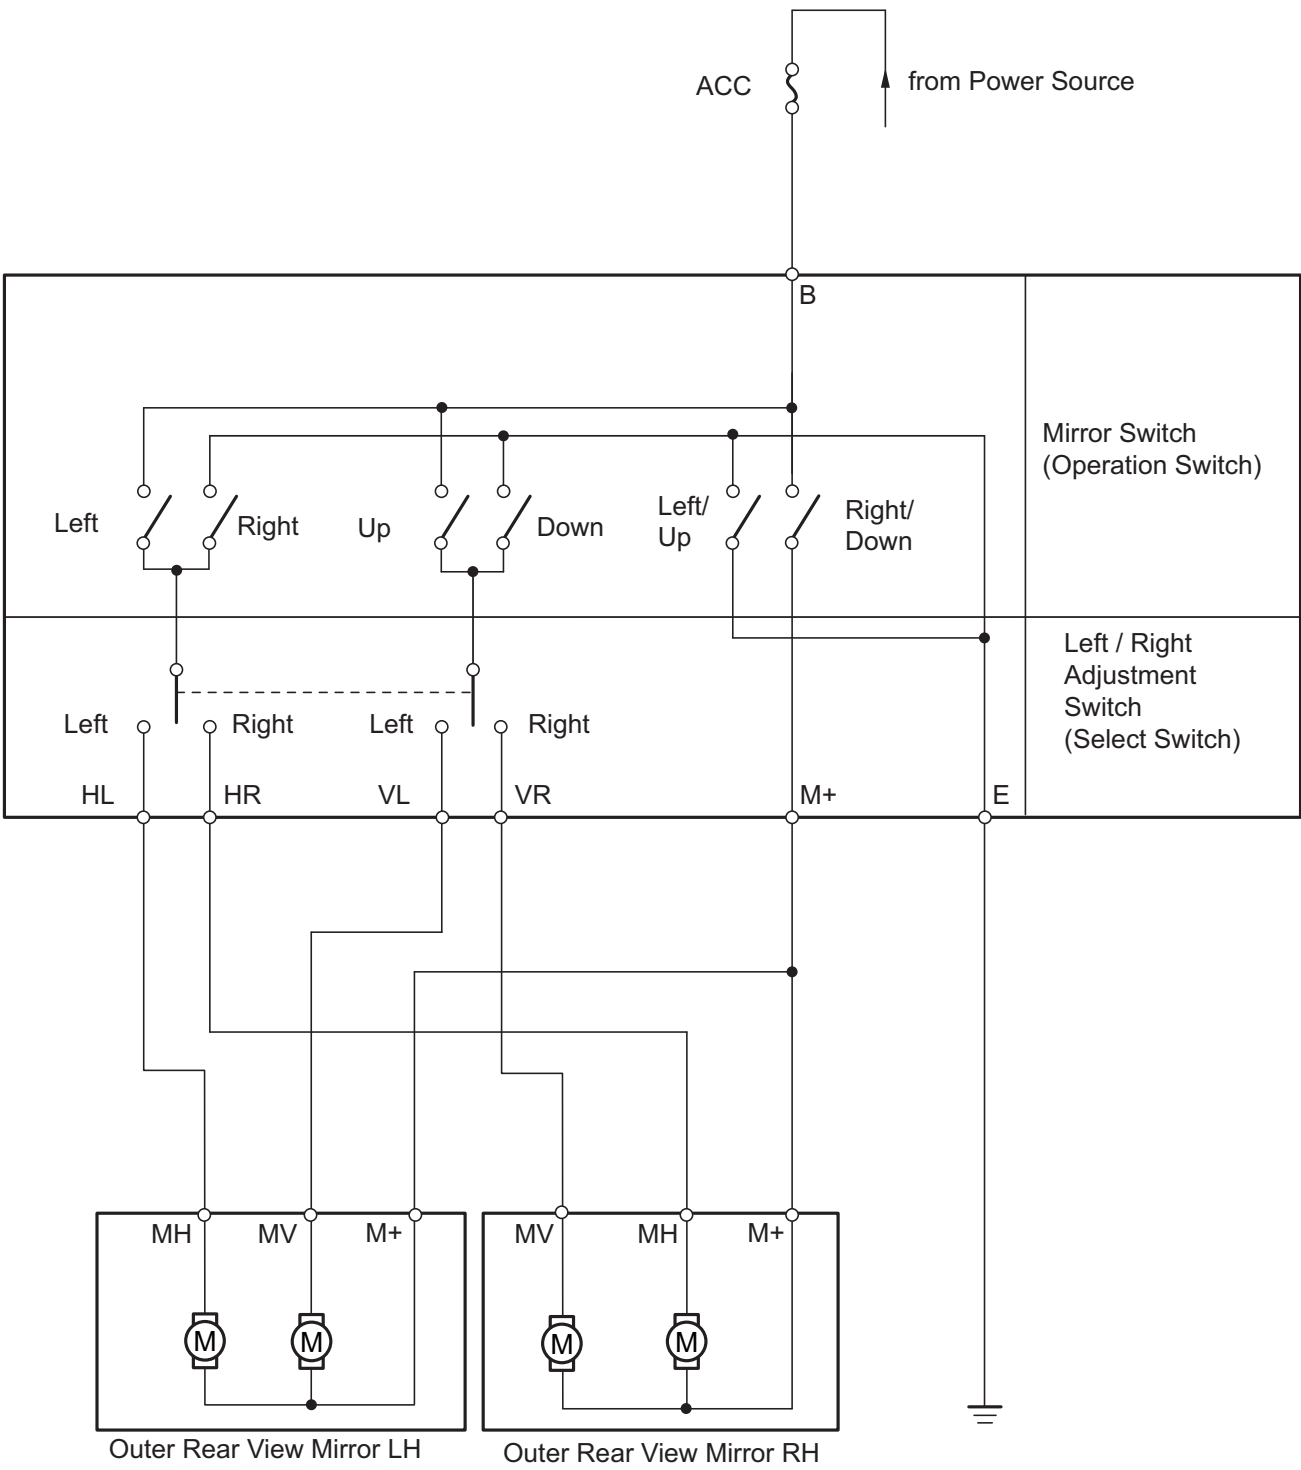 ACC
from Power Source
B
Mirror Switch
(Operation Switch)
Left
Right
Up
Down
Left/
Up
Right/
Down
Left / Right
Adjustment
Switch
(Select Switch)
Left
Right
Left
Right
HL
HR
VL
VR
M+
E
MH
MV
M+
MV
MH
M+
M
M
M
M
Outer Rear View Mirror LH
Outer Rear View Mirror RH